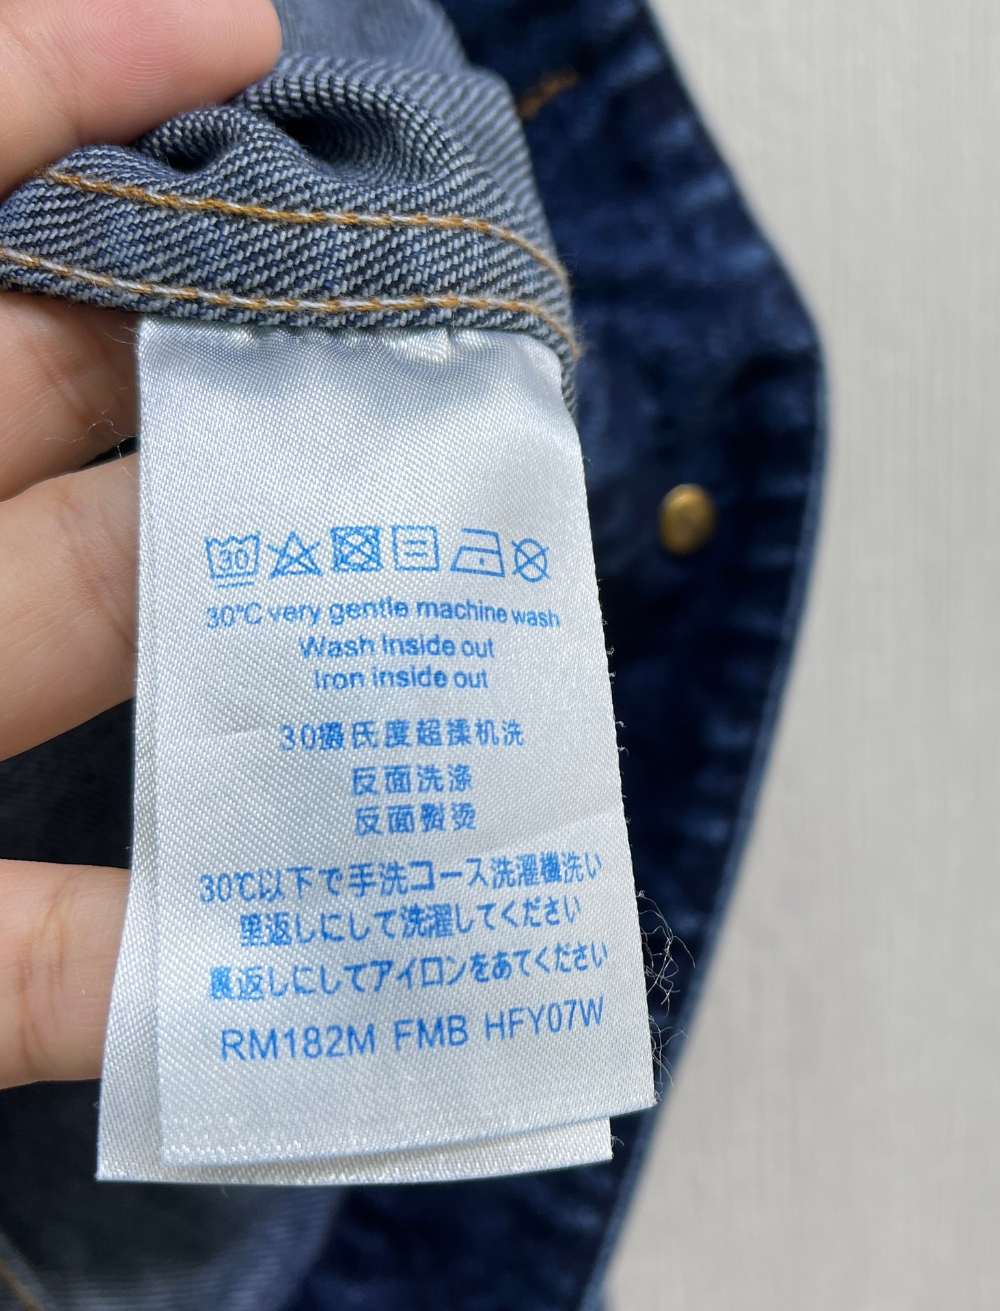 30
30°C very gentle machine wash
Wash inside out
Iron inside out
30摄氏度超揉机洗
反面洗涤
反面熨烫
30℃以下で手洗コース洗濯機洗い
里返しにして洗濯してください
裏返しにしてアイロンをあてください
RM182M FMB HFY07W